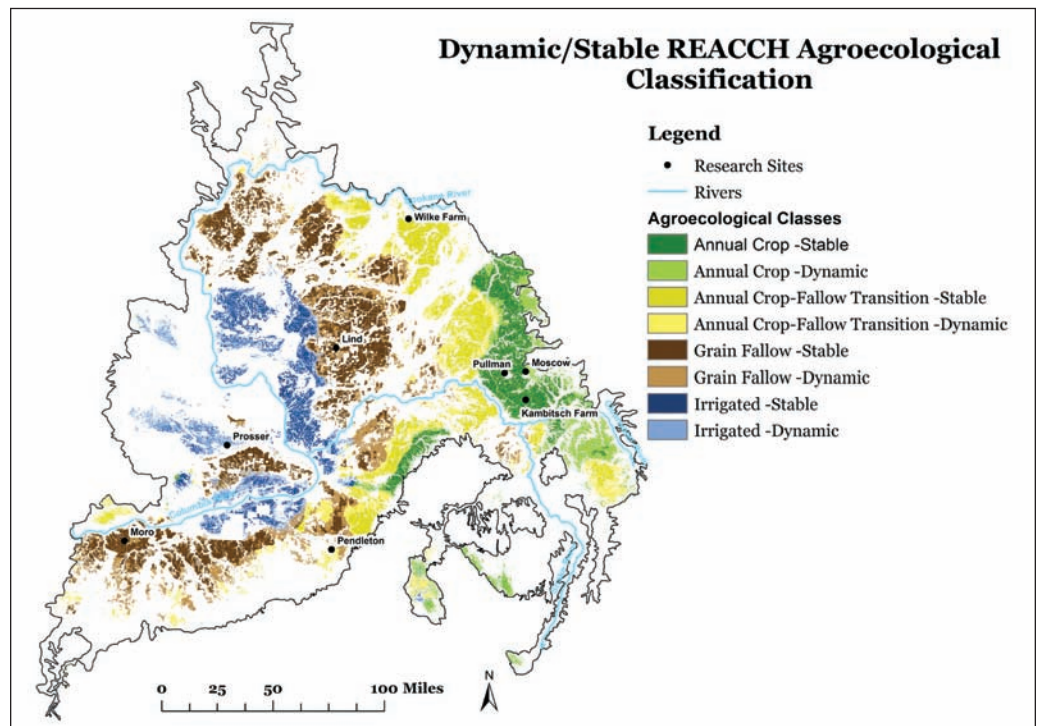 Dynamic/Stable REACCH Agroecological
Classification
Legend
Research Sites
Rivers
Agroecological Classes
Annual Crop -Stable
Annual Crop -Dynamic
Annual Crop-Fallow Transition -Stable
Annual Crop-Fallow Transition -Dynamic
Grain Fallow -Stable
Grain Fallow -Dynamic
Irrigated -Stable
Irrigated -Dynamic
Spokane River
Wilke Farm
Lind
Pullman
Moscow
Kambitsch Farm
Prosser
Columbia
Moro
Pendleton
N
0 25 50 100 Miles